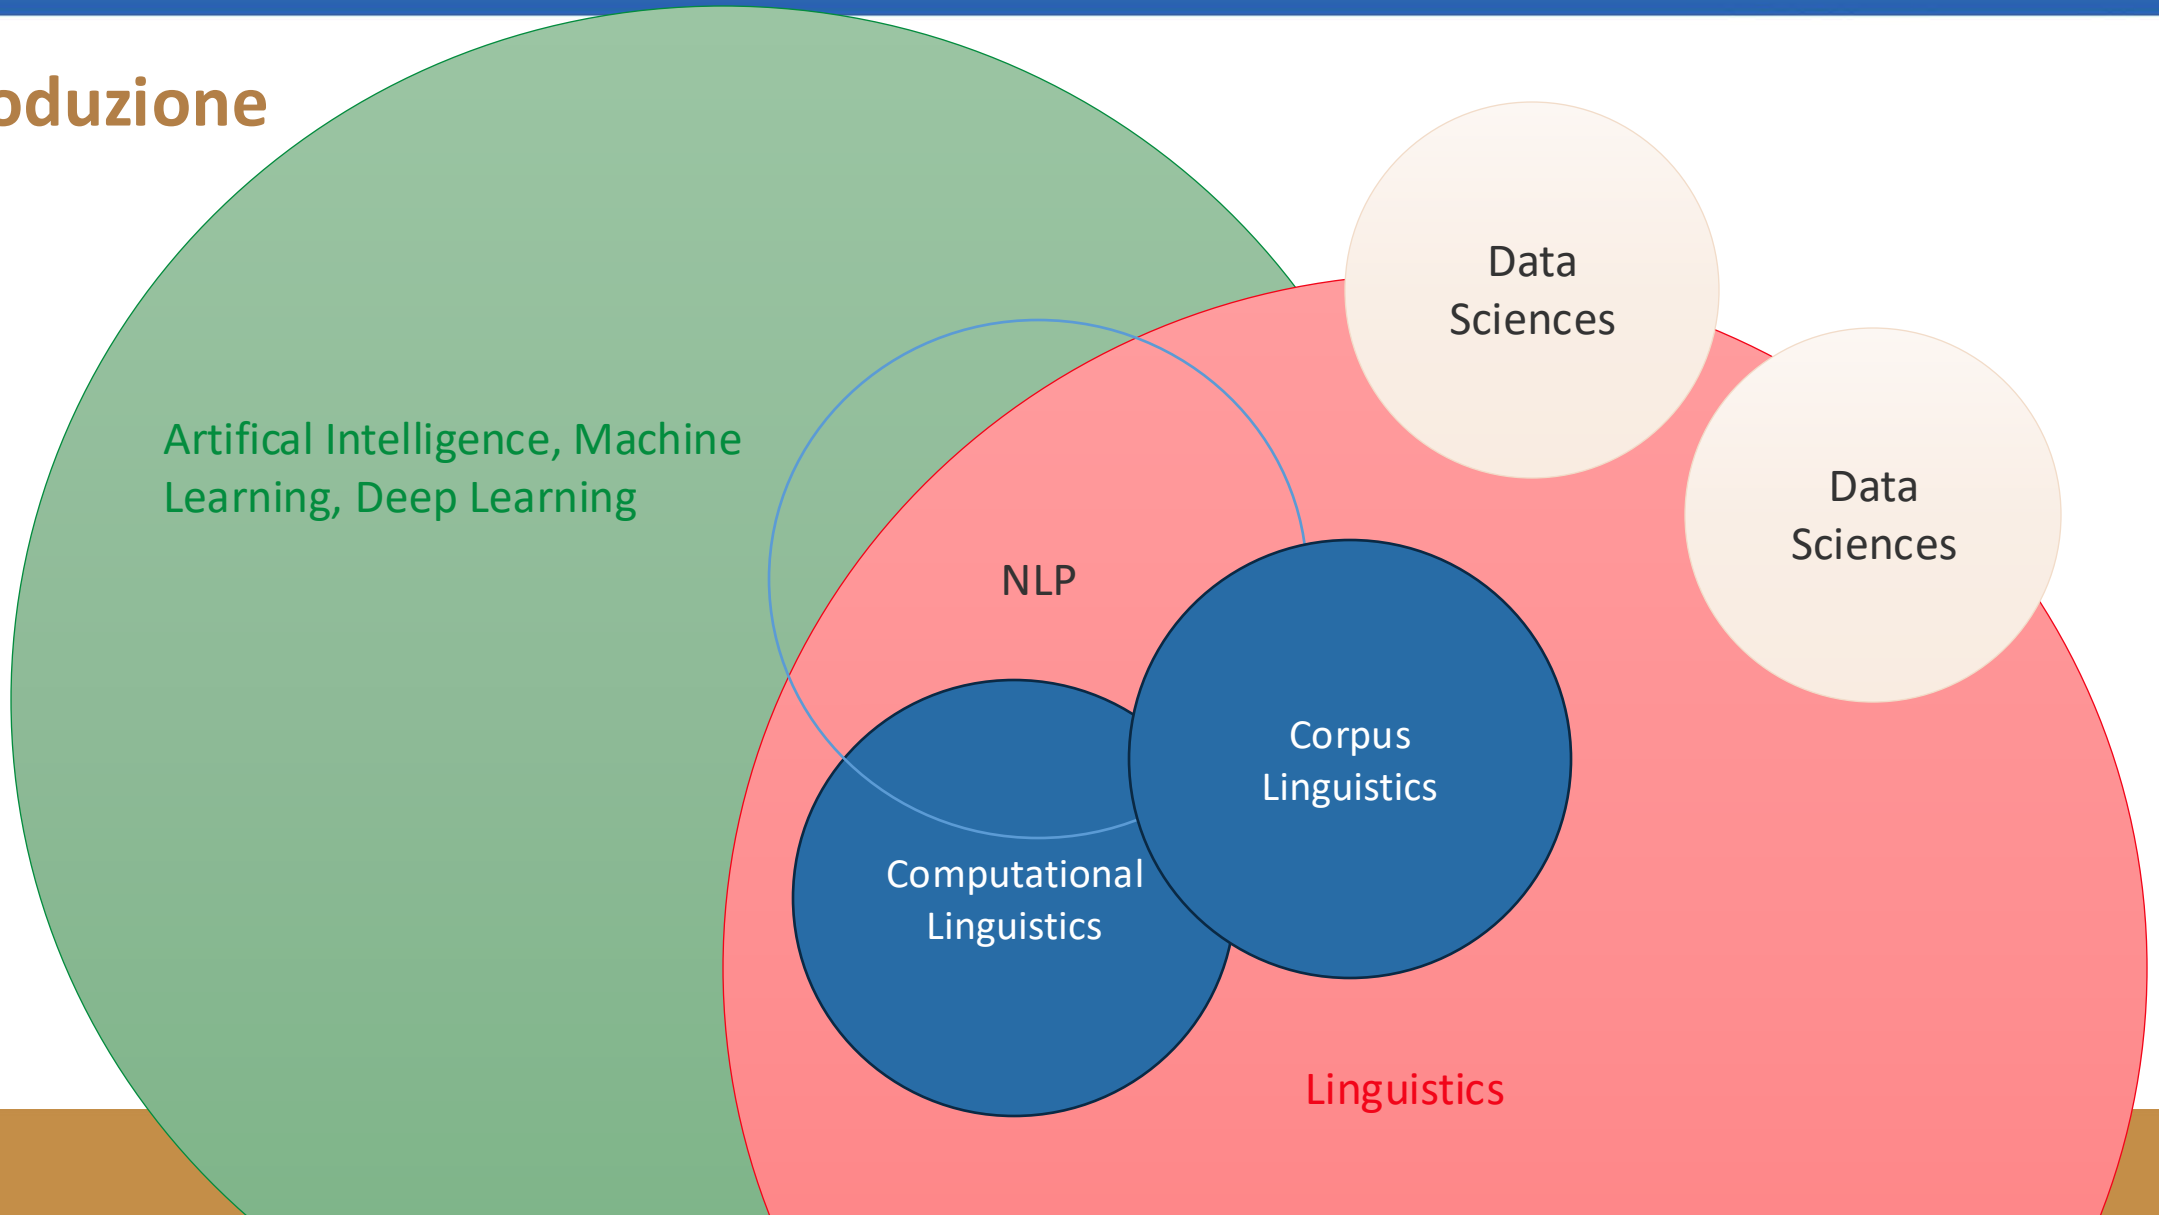 oduzione
Data
Sciences
Artifical Intelligence, Machine
Learning, Deep Learning
Data
Sciences
NLP
Corpus
Linguistics
Computational
Linguistics
Linguistics